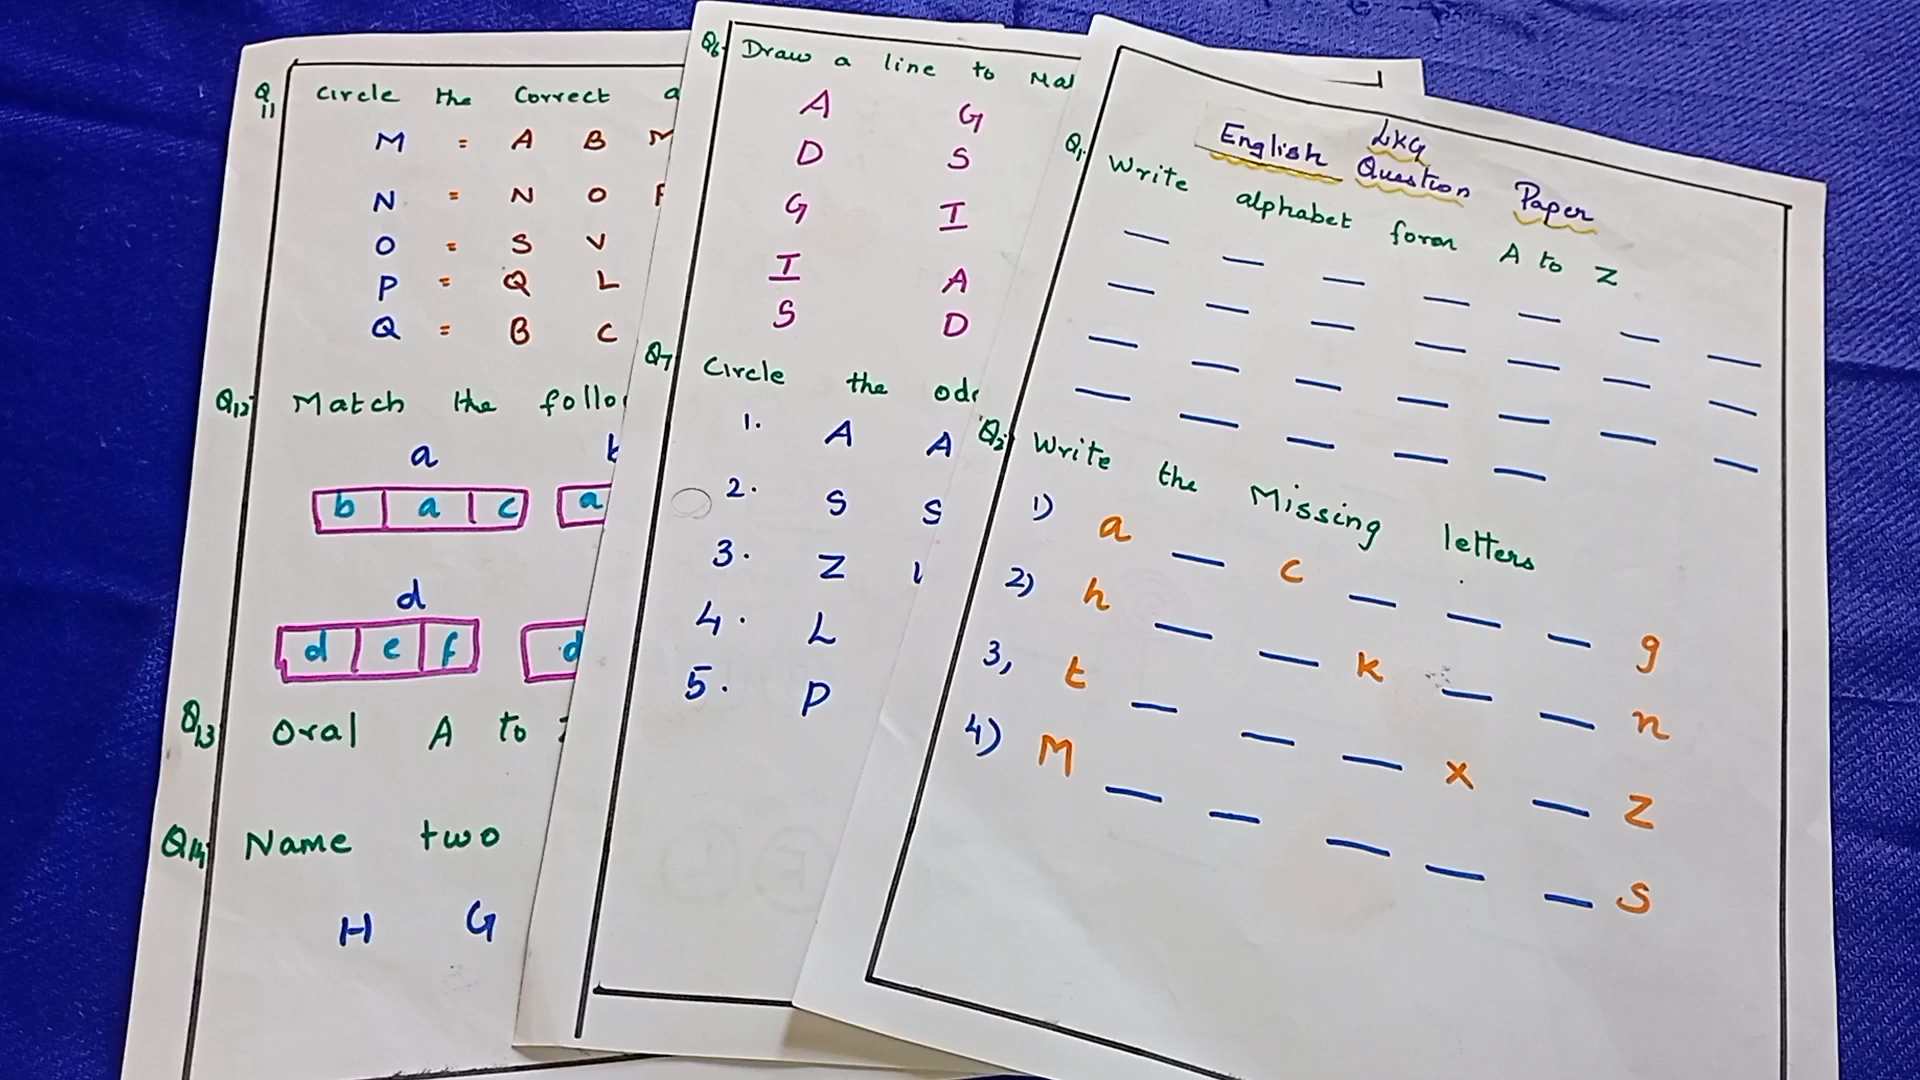 Q11 Circle the Correct
M = A B M
N = N O
O = S V
P = Q L
Q = B C
Q12 Match the
a
b a c
a
d
d e f
d
Q13 Oral A to
Q14 Name two
H G
Q6. Draw a line to
A G
D S
G I
I A
S D
Q7 Circle the
1. A A
2. S S
3. Z
4. L
5. P
LKG
English Question Paper
Q1. Write alphabet form A to Z
Q2 Write the Missing letters
1) a _ c _ _ _ g
2) h _ _ k _ _ n
3, t _ _ _ x _ z
4) M _ _ _ _ _ s